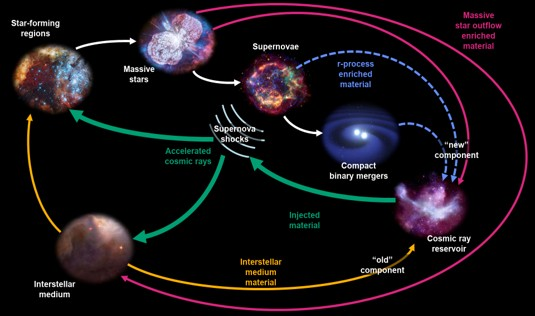 Star-forming
regions
Massive
stars
Supernovae
Massive
star outflow
enriched
material
r-process
enriched
material
Supernova
shocks
Accelerated
cosmic rays
Compact
binary mergers
“new”
component
Injected
material
Cosmic ray
reservoir
Interstellar
medium
material
“old”
component
Interstellar
medium